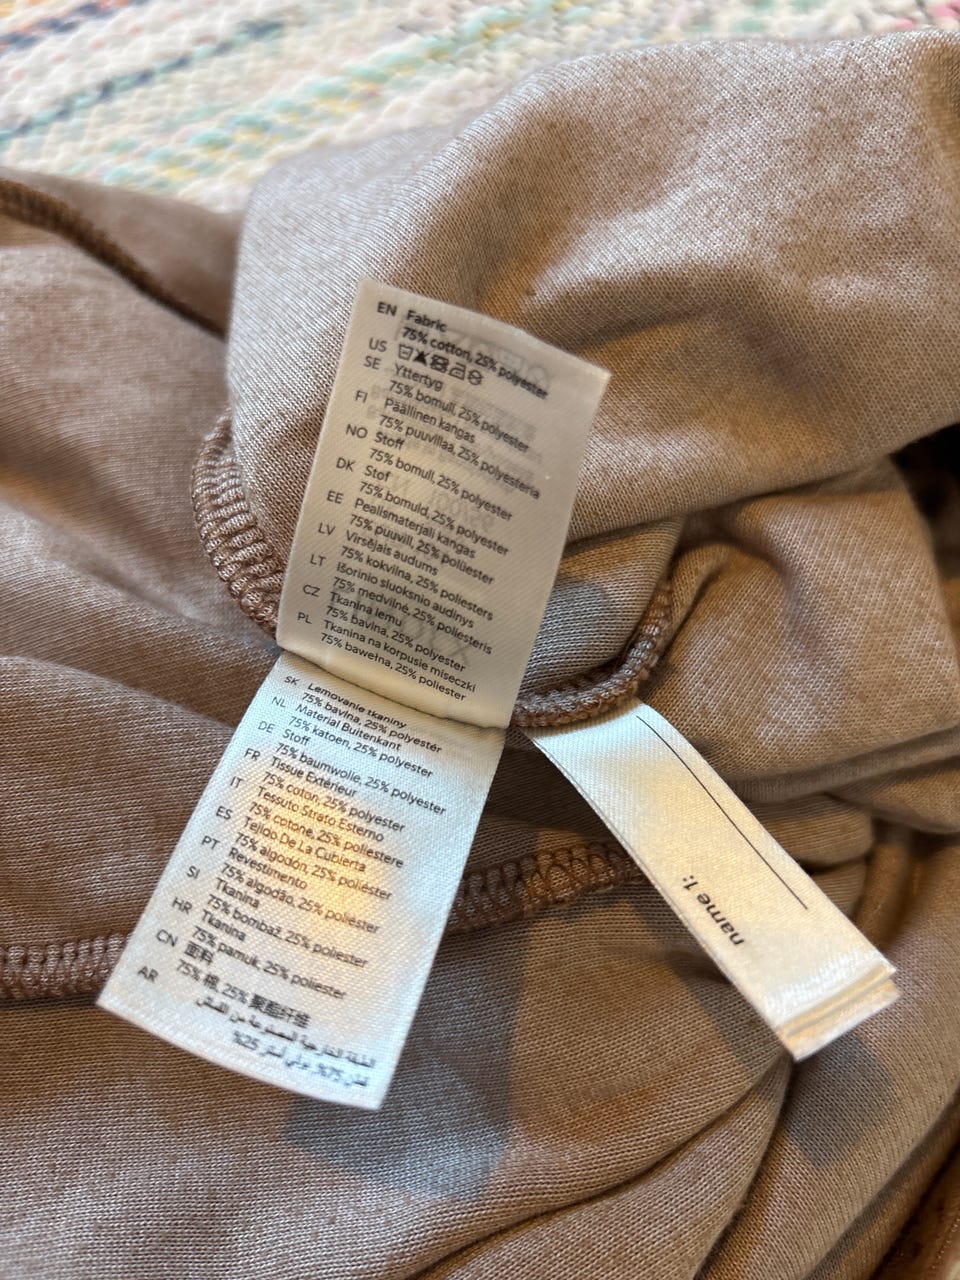 EN Fabric
75% cotton, 25% polyester
US
SE Yttertyg
75% bomull, 25% polyester
FI Päällinen kangas
75% puuvillaa, 25% polyesteria
NO Stoff
75% bomull, 25% polyester
DK Stof
75% bomuld, 25% polyester
EE Pealismaterjali kangas
75% puuvill, 25% polüester
LV Virsējais audums
75% kokvilna, 25% poliesters
LT Išorinio sluoksnio audinys
75% medvilnė, 25% poliesteris
CZ Tkanina lemu
75% bavlna, 25% polyester
PL Tkanina na korpusie miseczki
75% bawełna, 25% poliester
SK Lemovanie tkaniny
75% bavlna, 25% polyestér
NL Material Buitenkant
75% katoen, 25% polyester
DE Stoff
75% baumwolle, 25% polyester
FR Tissue Extérieur
75% coton, 25% polyester
IT Tessuto Strato Esterno
75% cotone, 25% poliestere
ES Tejido De La Cubierta
75% algodón, 25% poliéster
PT Revestimento
75% algodão, 25% poliéster
SI Tkanina
75% bombaž, 25% poliester
HR Tkanina
75% pamuk, 25% poliester
CN 面料
75% 棉, 25% 聚酯纤维
AR
قطن 75%, بولي أستر 25%
name 1: